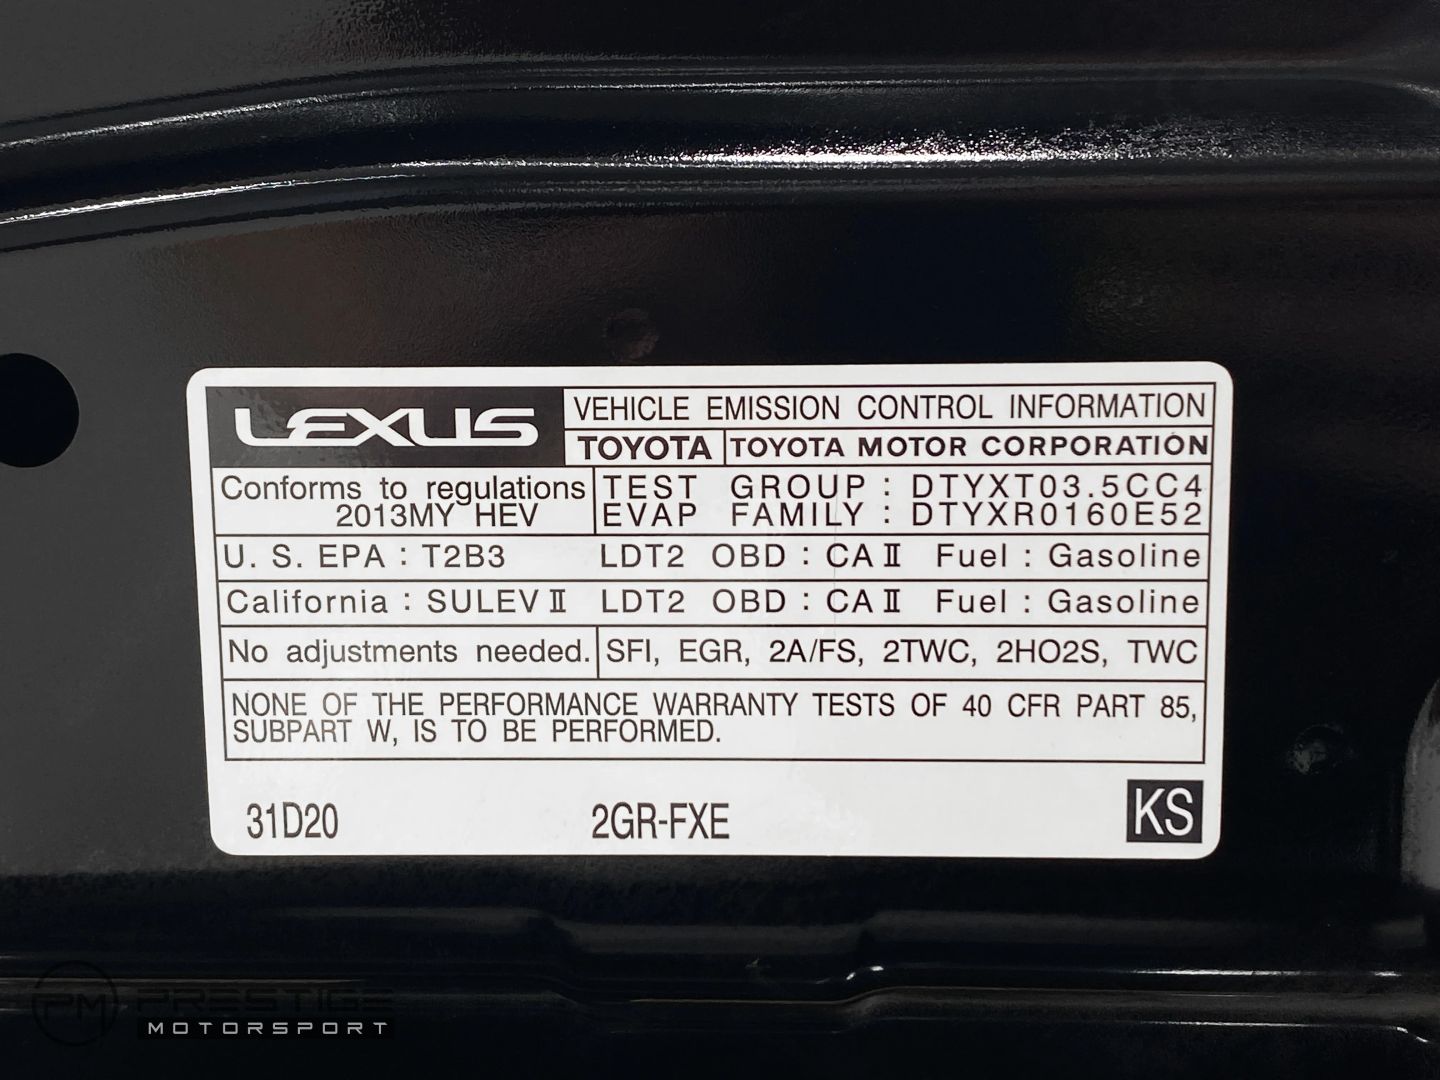 LEXUS
VEHICLE EMISSION CONTROL INFORMATION
TOYOTA TOYOTA MOTOR CORPORATION
Conforms to regulations
2013MY HEV
TEST GROUP : DTYXT03.5CC4
EVAP FAMILY : DTYXR0160E52
U. S. EPA : T2B3 LDT2 OBD : CAⅡ Fuel : Gasoline
California : SULEVⅡ LDT2 OBD : CAⅡ Fuel : Gasoline
No adjustments needed. SFI, EGR, 2A/FS, 2TWC, 2HO2S, TWC
NONE OF THE PERFORMANCE WARRANTY TESTS OF 40 CFR PART 85,
SUBPART W, IS TO BE PERFORMED.
31D20 2GR-FXE KS
PM PRESTIGE
MOTORSPORT